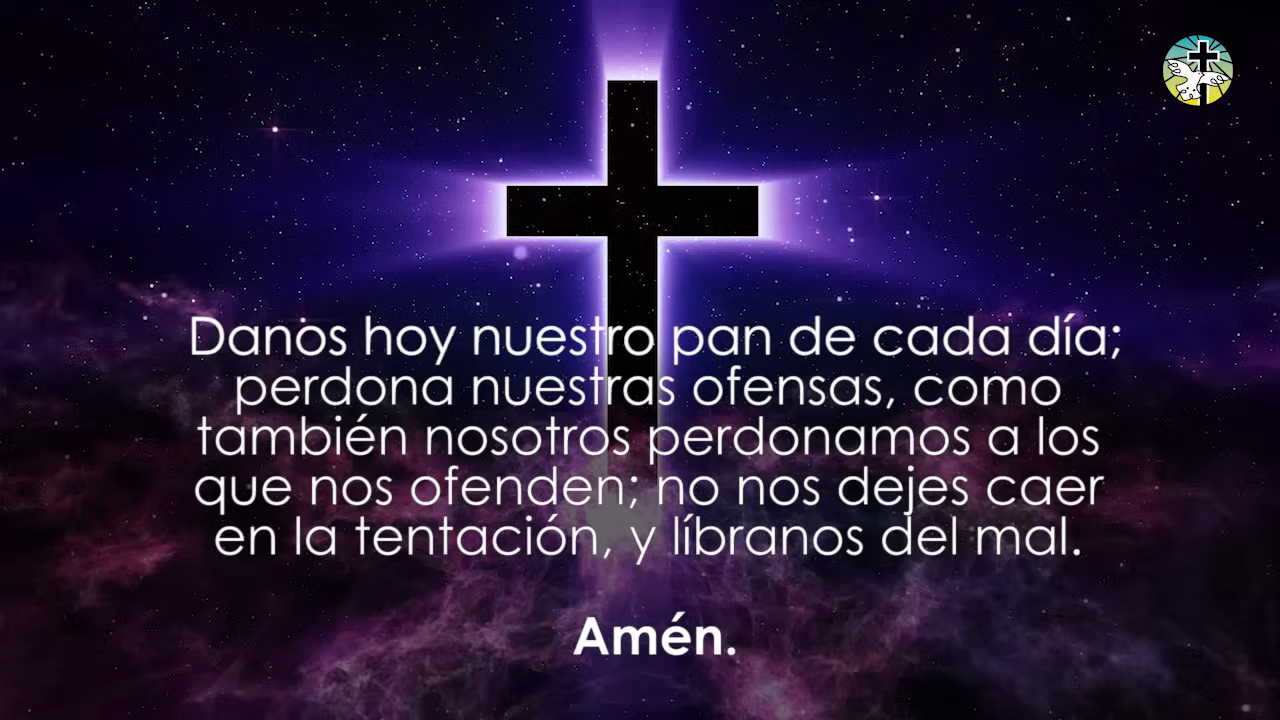 Danos hoy nuestro pan de cada día;
perdona nuestras ofensas, como
también nosotros perdonamos a los
que nos ofenden; no nos dejes caer
en la tentación, y líbranos del mal.
Amén.